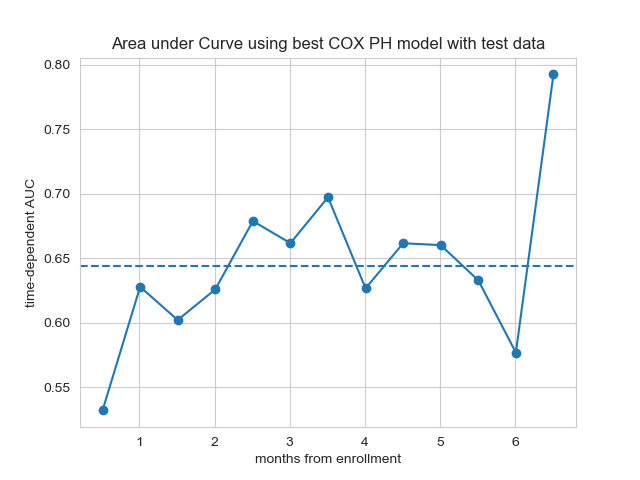 Area under Curve using best COX PH model with test data
time-dependent AUC
0.80
0.75
0.70
0.65
0.60
0.55
1 2 3 4 5 6
months from enrollment